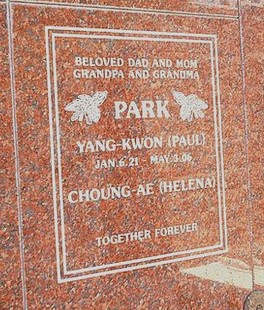 BELOVED DAD AND MOM
GRANDPA AND GRANDMA
PARK
YANG-KWON (PAUL)
JAN.6.21 - MAY.3.06
CHOUNG-AE (HELENA)
TOGETHER FOREVER